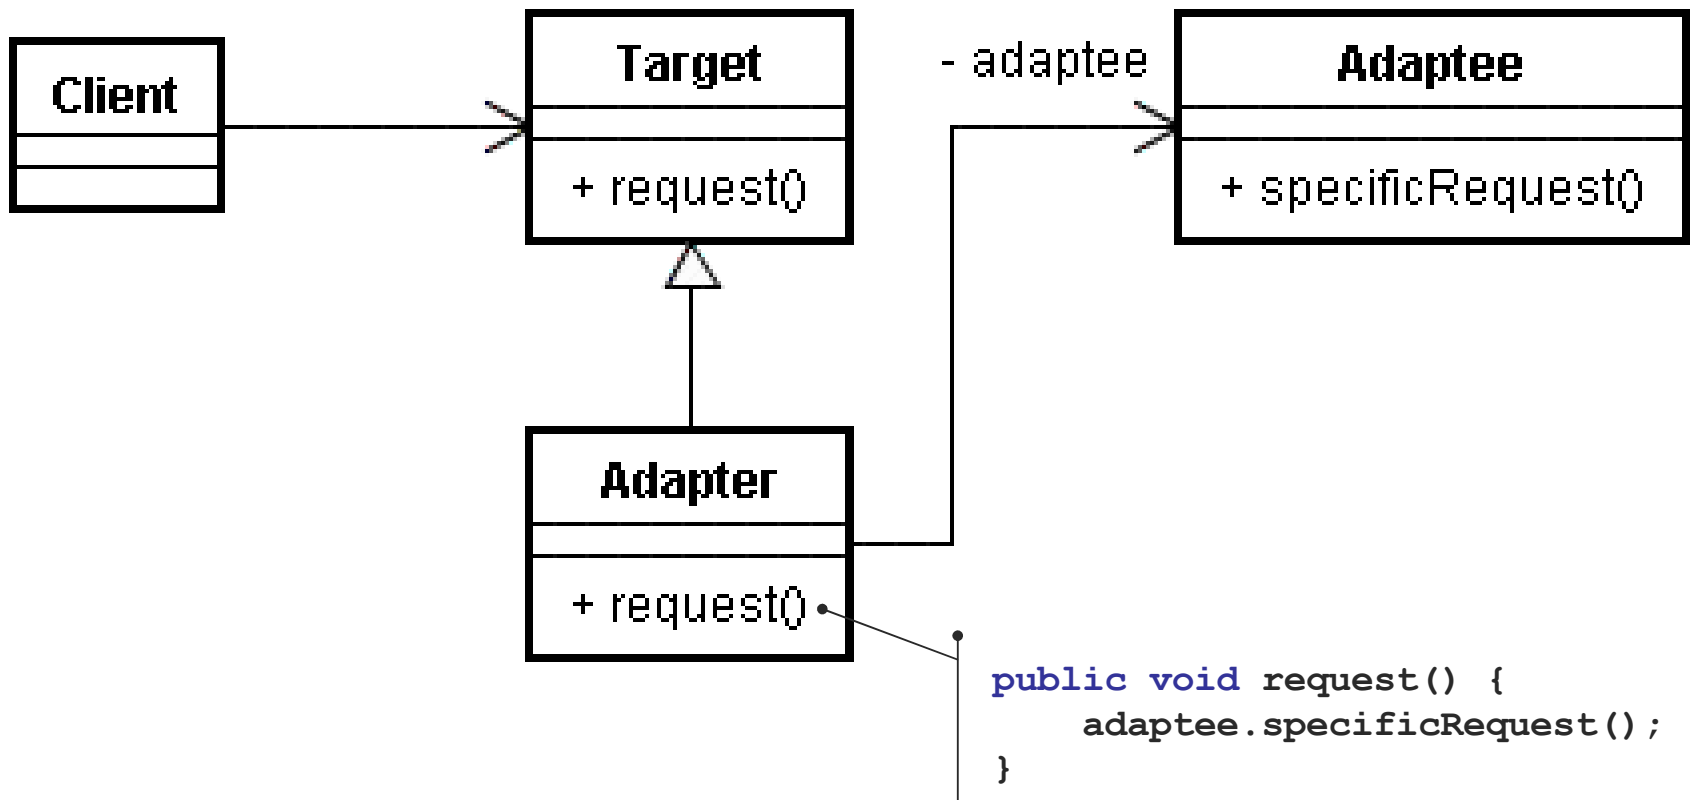 Client
Target
+ request()
- adaptee
Adaptee
+ specificRequest()
Adapter
+ request()
public void request() {
    adaptee.specificRequest();
}